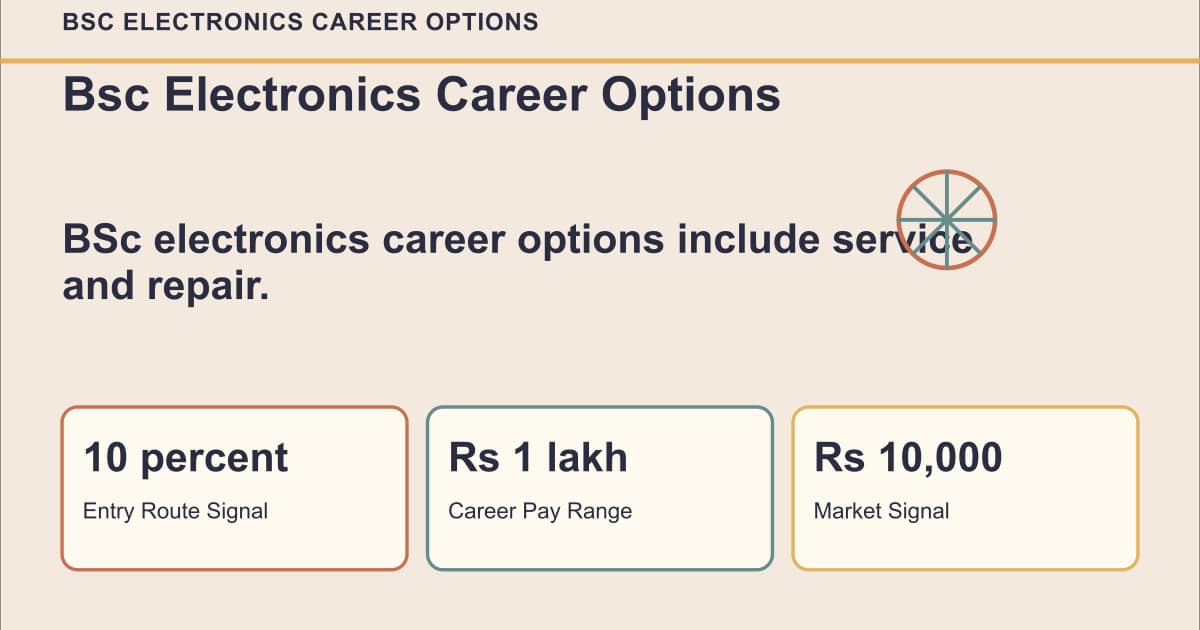 BSC ELECTRONICS CAREER OPTIONS
Bsc Electronics Career Options
BSc electronics career options include service
and repair.
10 percent
Entry Route Signal
Rs 1 lakh
Career Pay Range
Rs 10,000
Market Signal